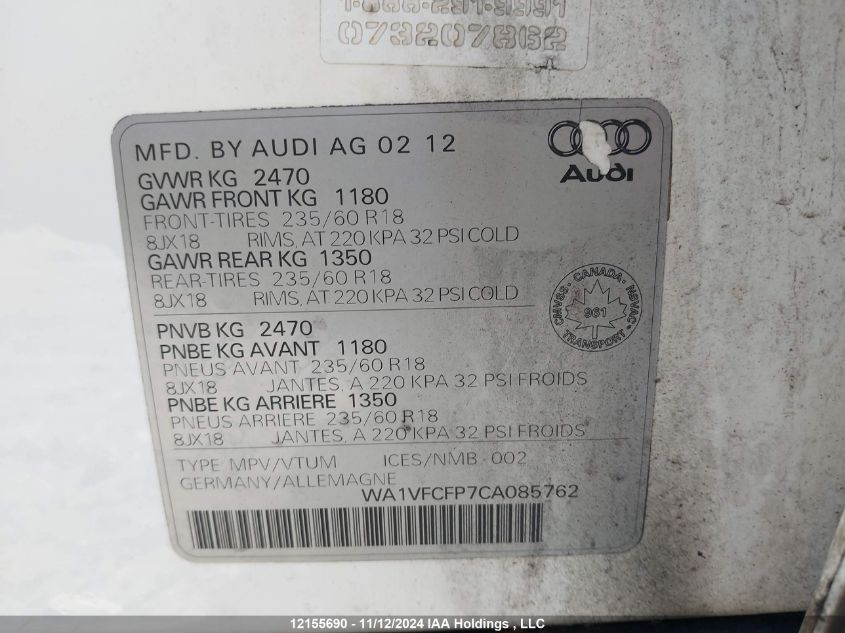 073207862
MFD. BY AUDI AG 02 12
Audi
GVWR KG 2470
GAWR FRONT KG 1180
FRONT-TIRES 235/60 R18
8JX18 RIMS, AT 220 KPA 32 PSI COLD
GAWR REAR KG 1350
REAR-TIRES 235/60 R18
8JX18 RIMS, AT 220 KPA 32 PSI COLD
CANADA
CMVSS NSVAC
961
TRANSPORT
PNVB KG 2470
PNBE KG AVANT 1180
PNEUS AVANT 235/60 R18
8JX18 JANTES, A 220 KPA 32 PSI FROIDS
PNBE KG ARRIERE 1350
PNEUS ARRIERE 235/60 R18
8JX18 JANTES, A 220 KPA 32 PSI FROIDS
TYPE MPV/VTUM ICES/NMB-002
GERMANY/ALLEMAGNE
WA1VFCFP7CA085762
12155690 - 11/12/2024 IAA Holdings , LLC